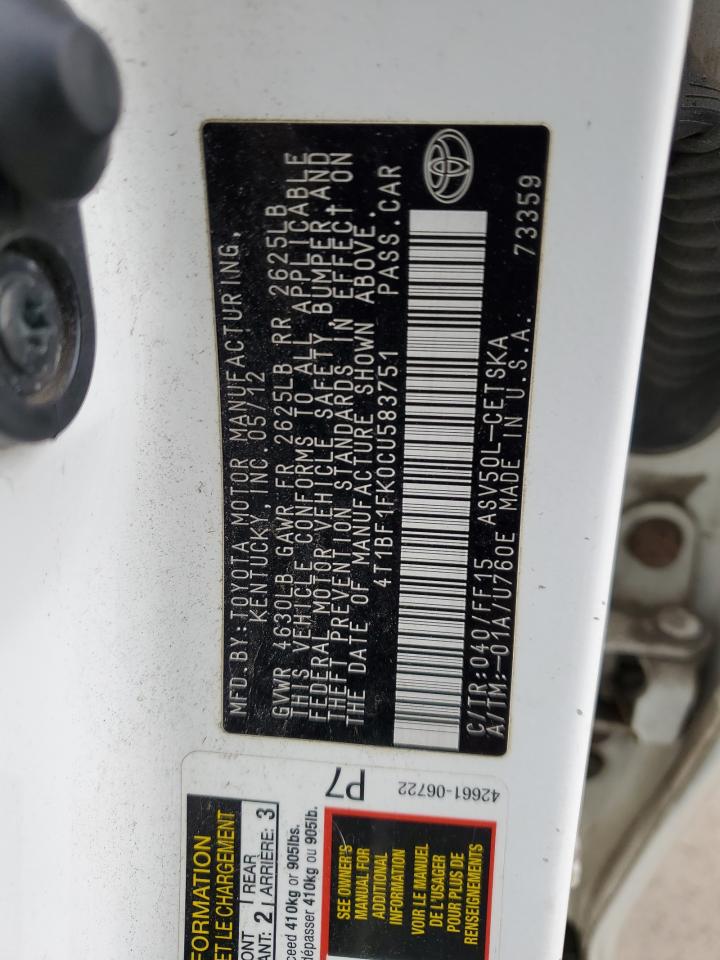 MFD.BY:TOYOTA MOTOR MANUFACTURING,
KENTUCKY, INC. 05/12
GVWR 4630LB GAWR FR 2625LB RR 2625LB
THIS VEHICLE CONFORMS TO ALL APPLICABLE
FEDERAL MOTOR VEHICLE SAFETY, BUMPER, AND
THEFT PREVENTION STANDARDS IN EFFECT ON
THE DATE OF MANUFACTURE SHOWN ABOVE.
4T1BF1FK0CU583751 PASS.CAR
C/TR:040/FF15 ASV50L-CETSKA 73359
A/TM:-01A/U760E MADE IN U.S.A.
P7
42661-06722
FORMATION
ET LE CHARGEMENT
ONT 2 REAR 3
ANT: ARRIÈRE:
ceed 410kg or 905lbs.
dépasser 410kg ou 905lb.
SEE OWNER'S
MANUAL FOR
ADDITIONAL
INFORMATION
VOIR LE MANUEL
DE L'USAGER
POUR PLUS DE
RENSEIGNEMENTS